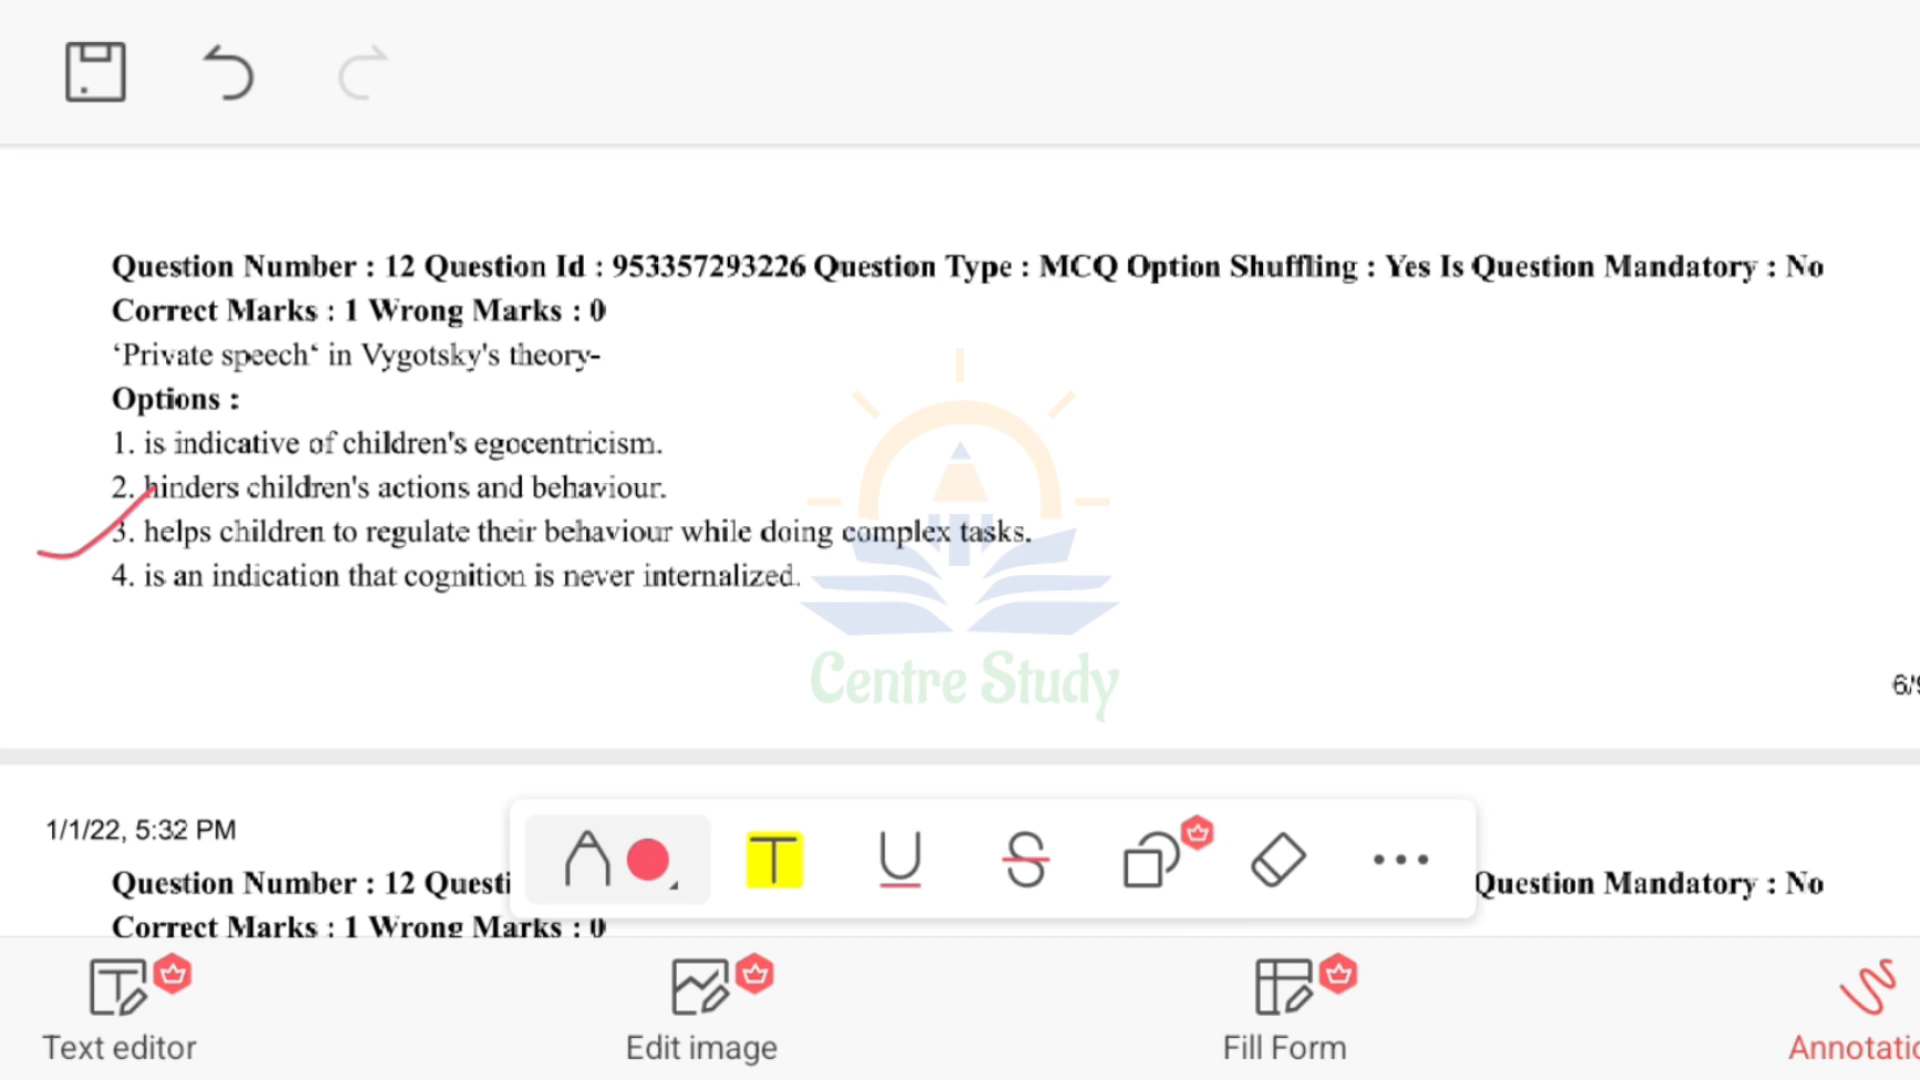 Question Number : 12 Question Id : 953357293226 Question Type : MCQ Option Shuffling : Yes Is Question Mandatory : No
Correct Marks : 1 Wrong Marks : 0
‘Private speech‘ in Vygotsky's theory-
Options :
1. is indicative of children's egocentricism.
2. hinders children's actions and behaviour.
3. helps children to regulate their behaviour while doing complex tasks.
4. is an indication that cognition is never internalized.
Centre Study
6/9
1/1/22, 5:32 PM
Question Number : 12 Questi
Question Mandatory : No
Correct Marks : 1 Wrong Marks : 0
Text editor
Edit image
Fill Form
Annotatio